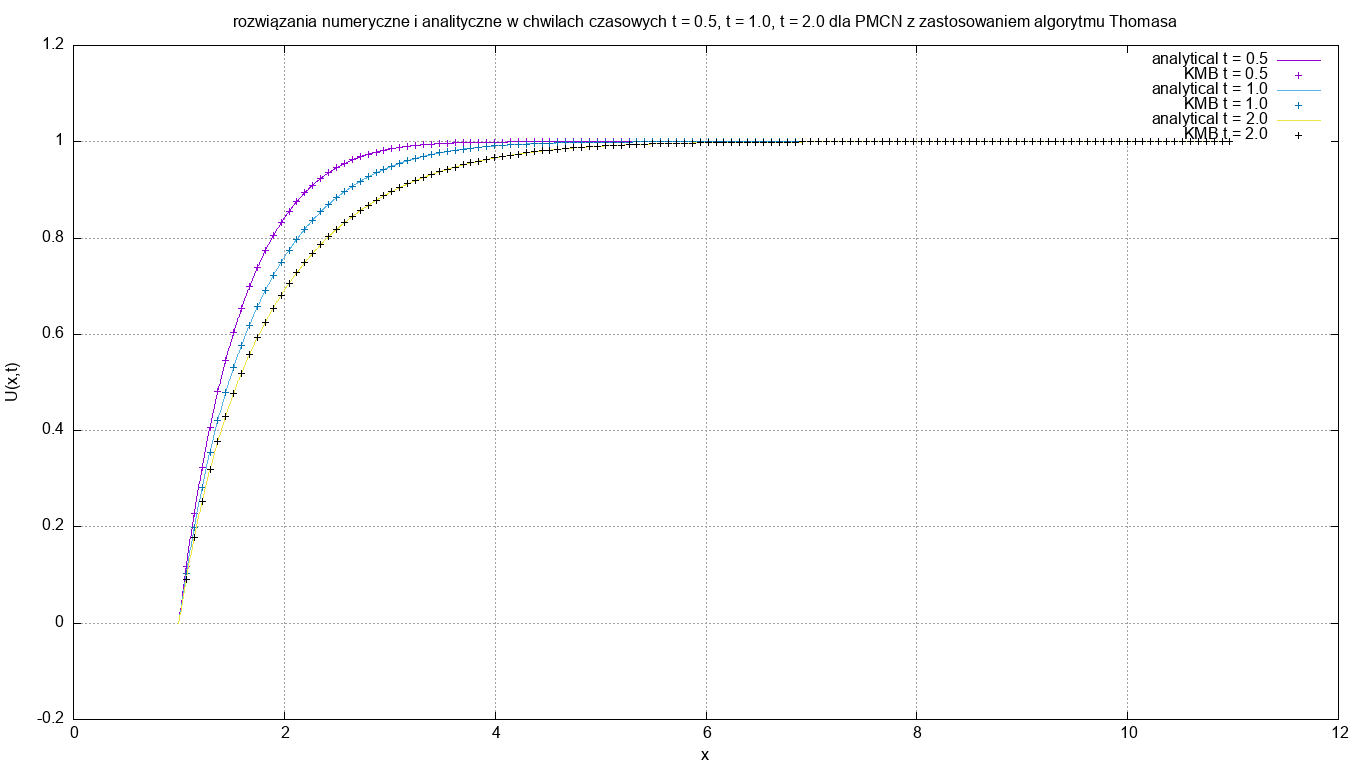 rozwiązania numeryczne i analityczne w chwilach czasowych t = 0.5, t = 1.0, t = 2.0 dla PMCN z zastosowaniem algorytmu Thomasa
analytical t = 0.5
KMB t = 0.5
analytical t = 1.0
KMB t = 1.0
analytical t = 2.0
KMB t = 2.0
1.2
1
0.8
0.6
0.4
0.2
0
-0.2
U(x,t)
0 2 4 6 8 10 12
x